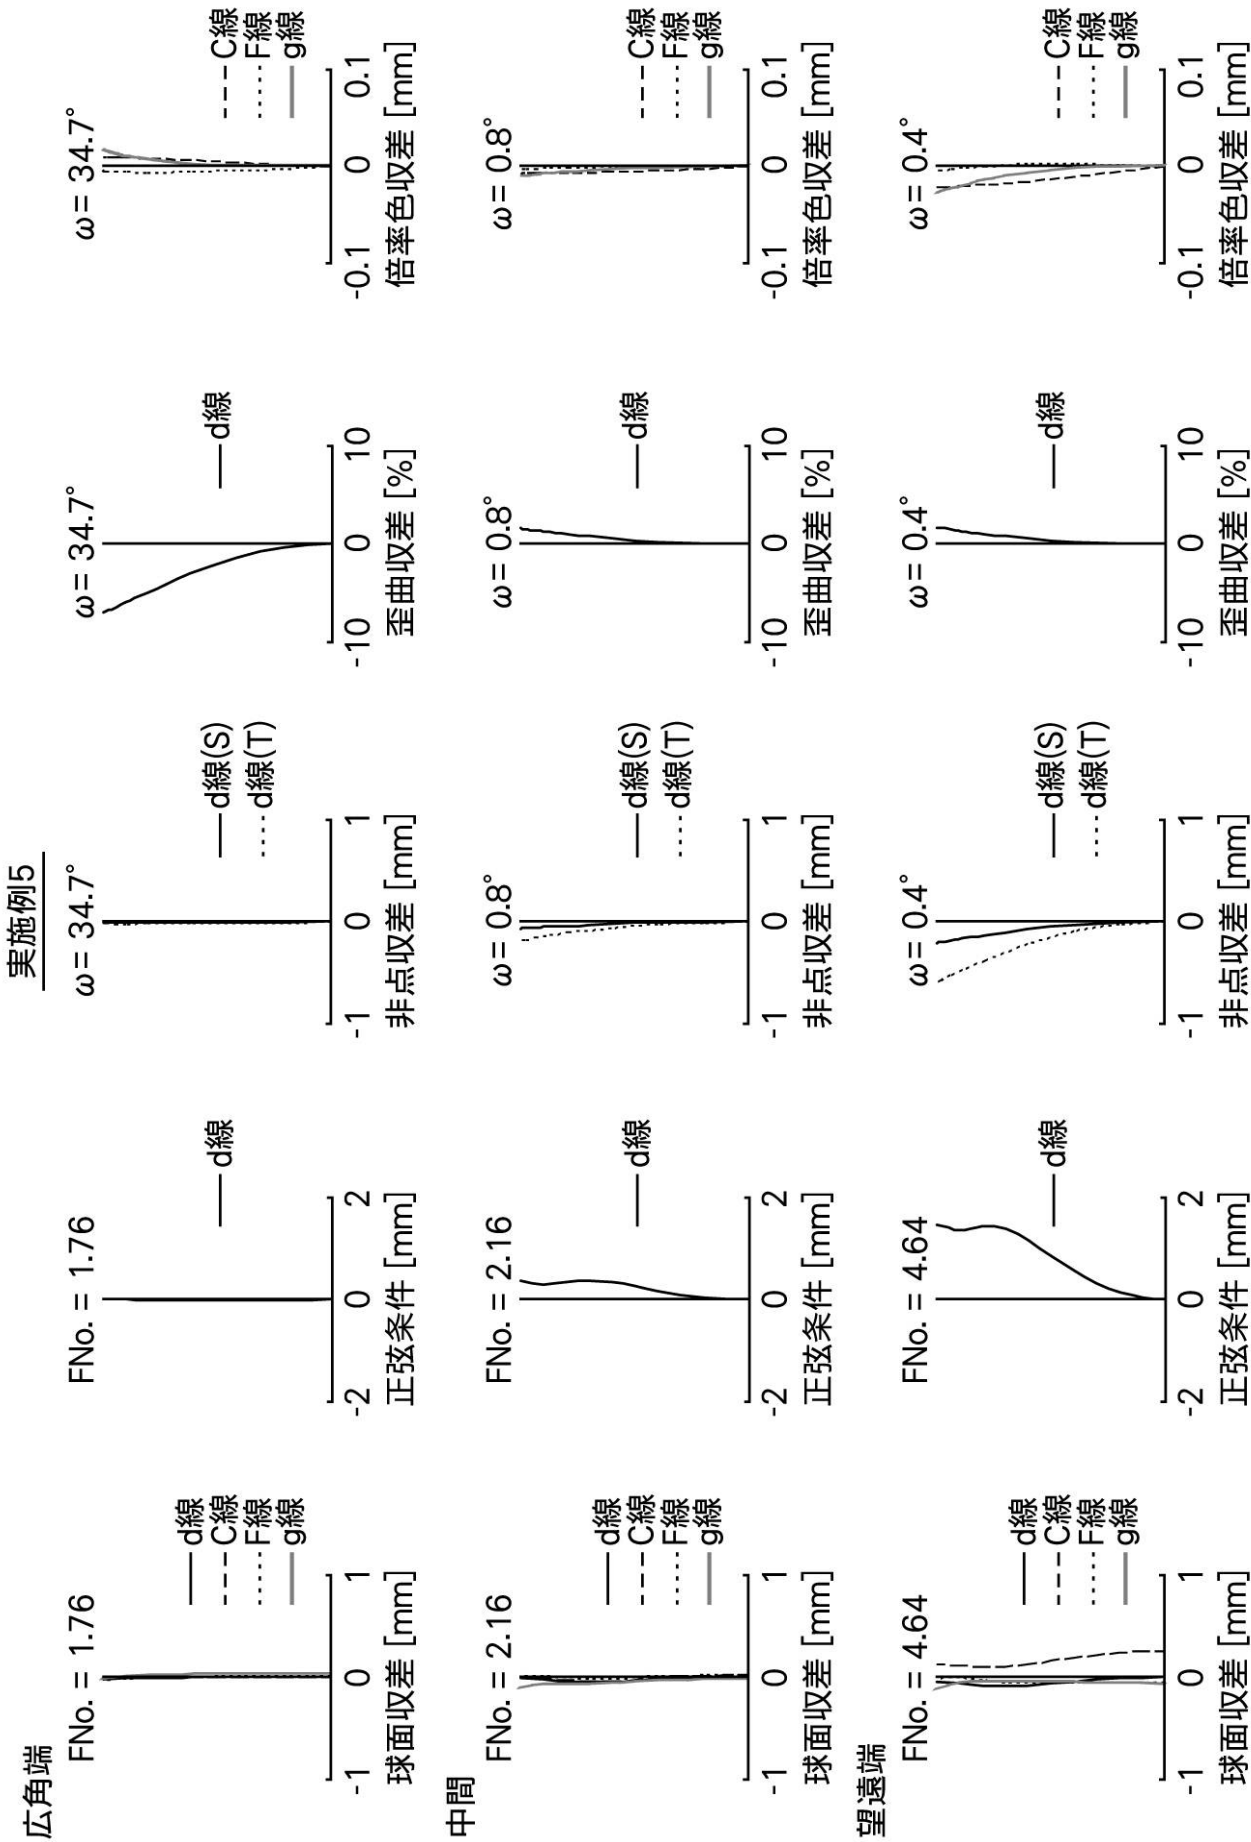 実施例5
広角端
FNo. = 1.76
d線
C線
F線
g線
-1 0 1
球面収差 [mm]
FNo. = 1.76
d線
-2 0 2
正弦条件 [mm]
ω = 34.7°
d線(S)
d線(T)
-1 0 1
非点収差 [mm]
ω = 34.7°
d線
-10 0 10
歪曲収差 [%]
ω = 34.7°
C線
F線
g線
-0.1 0 0.1
倍率色収差 [mm]
中間
FNo. = 2.16
d線
C線
F線
g線
-1 0 1
球面収差 [mm]
FNo. = 2.16
d線
-2 0 2
正弦条件 [mm]
ω = 0.8°
d線(S)
d線(T)
-1 0 1
非点収差 [mm]
ω = 0.8°
d線
-10 0 10
歪曲収差 [%]
ω = 0.8°
C線
F線
g線
-0.1 0 0.1
倍率色収差 [mm]
望遠端
FNo. = 4.64
d線
C線
F線
g線
-1 0 1
球面収差 [mm]
FNo. = 4.64
d線
-2 0 2
正弦条件 [mm]
ω = 0.4°
d線(S)
d線(T)
-1 0 1
非点収差 [mm]
ω = 0.4°
d線
-10 0 10
歪曲収差 [%]
ω = 0.4°
C線
F線
g線
-0.1 0 0.1
倍率色収差 [mm]